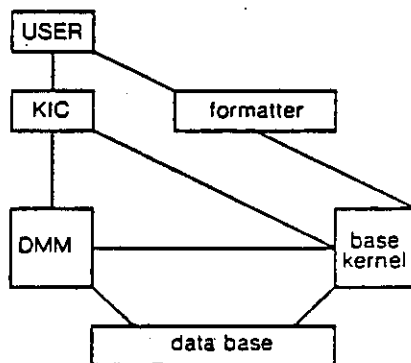 USER
KIC
formatter
DMM
base
kernel
data base